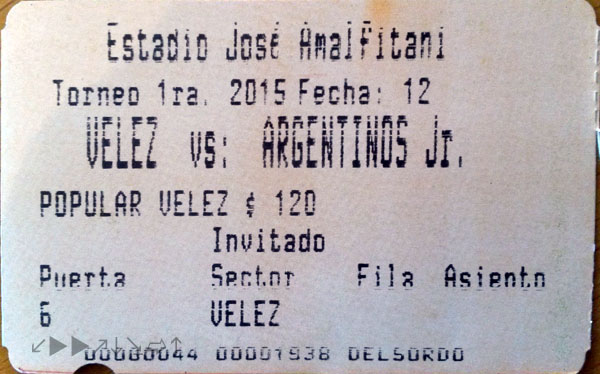 Estadio José Amalfitani
Torneo 1ra. 2015 Fecha: 12
VELEZ vs: ARGENTINOS Jr.
POPULAR VELEZ $ 120
Invitado
Puerta Sector Fila Asiento
6 VELEZ
00000044 00001938 DELSORDO